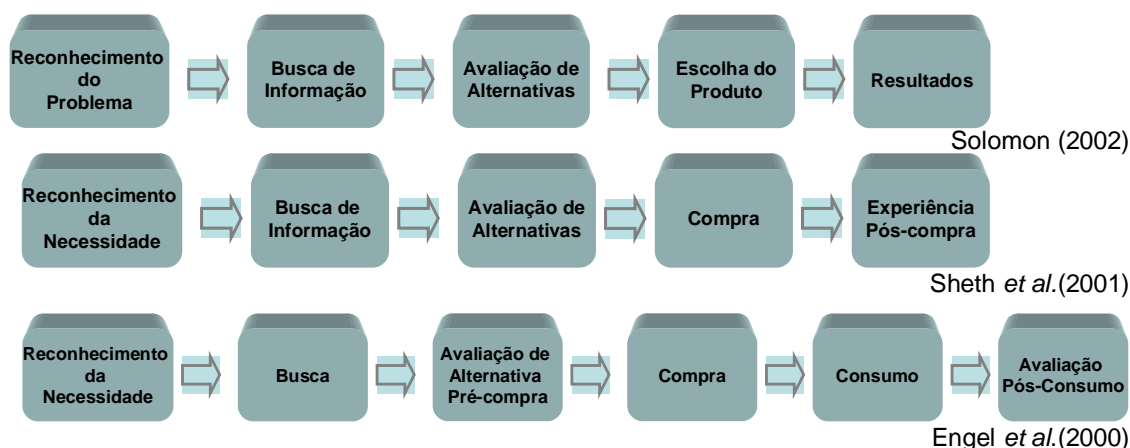 Reconhecimento
do
Problema
Busca de
Informação
Avaliação de
Alternativas
Escolha do
Produto
Resultados
Solomon (2002)
Reconhecimento
da
Necessidade
Busca de
Informação
Avaliação de
Alternativas
Compra
Experiência
Pós-compra
Sheth et al.(2001)
Reconhecimento
da
Necessidade
Busca
Avaliação de
Alternativa
Pré-compra
Compra
Consumo
Avaliação
Pós-Consumo
Engel et al.(2000)